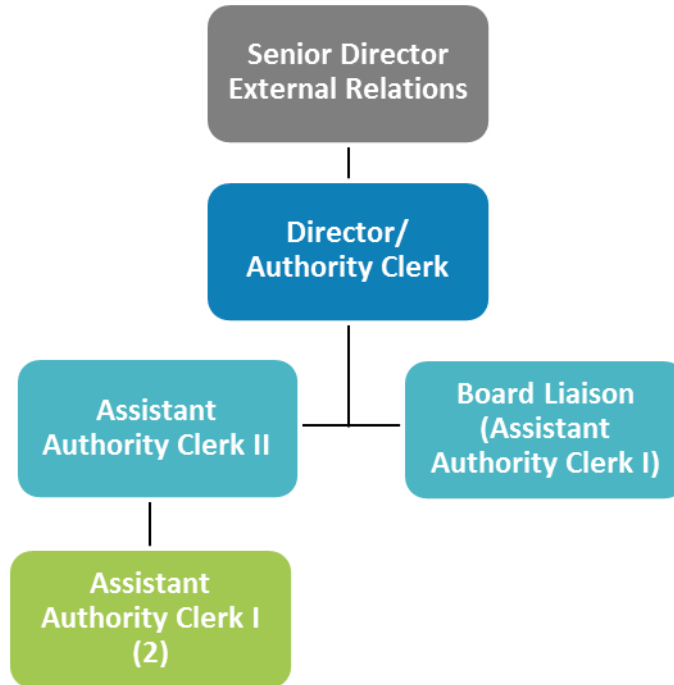 Senior Director
External Relations
Director/
Authority Clerk
Assistant
Authority Clerk II
Board Liaison
(Assistant
Authority Clerk I)
Assistant
Authority Clerk I
(2)